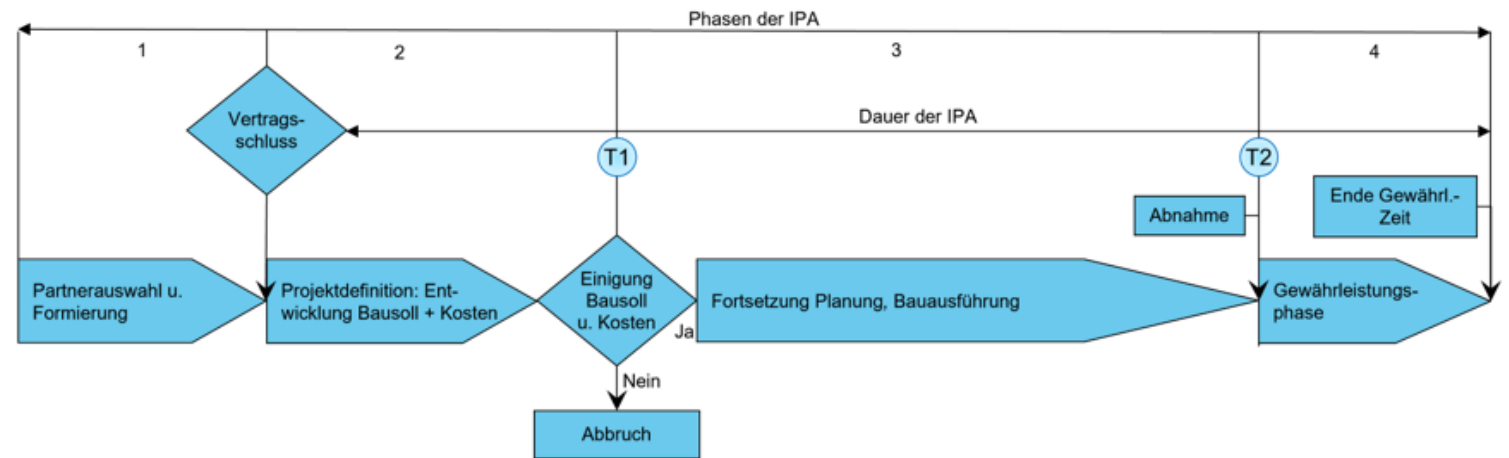 Phasen der IPA
1
2
3
4
Vertrags-
schluss
Dauer der IPA
T1
T2
Abnahme
Ende Gewährl.-
Zeit
Partnerauswahl u.
Formierung
Projektdefinition: Ent-
wicklung Bausoll + Kosten
Einigung
Bausoll
u. Kosten
Ja
Fortsetzung Planung, Bauausführung
Gewährleistungs-
phase
Nein
Abbruch